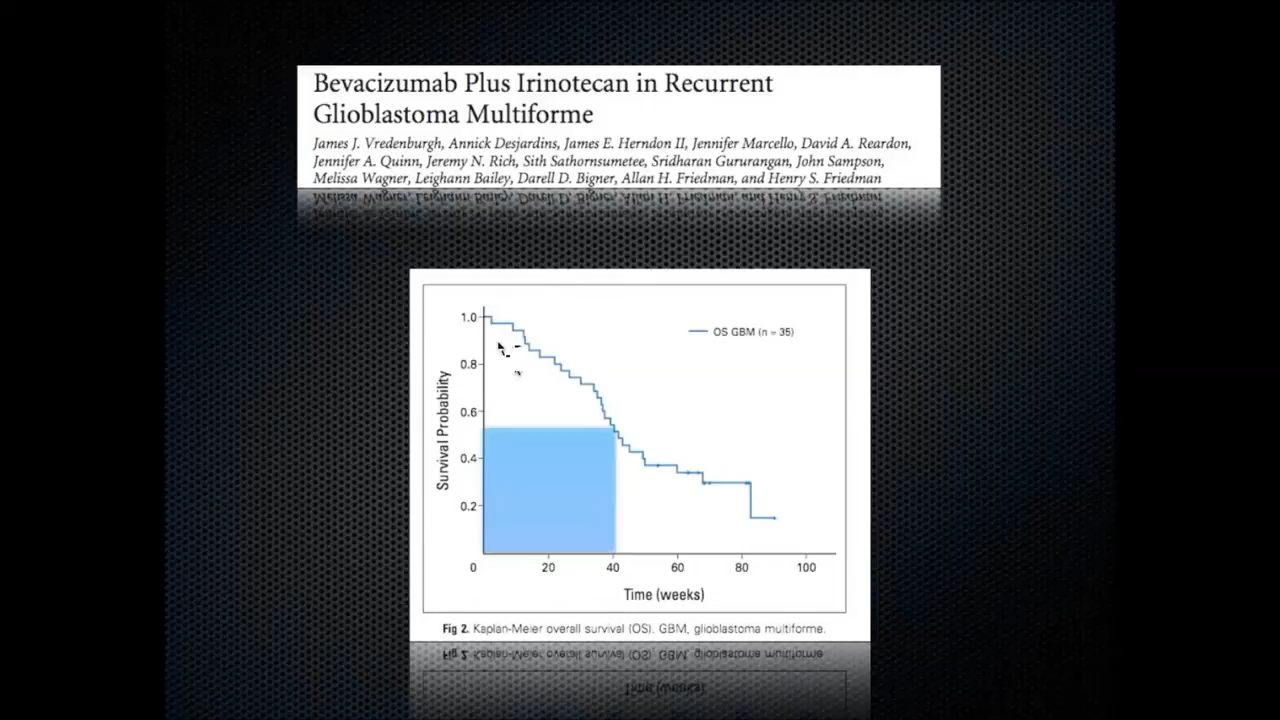 Bevacizumab Plus Irinotecan in Recurrent
Glioblastoma Multiforme
James J. Vredenburgh, Annick Desjardins, James E. Herndon II, Jennifer Marcello, David A. Reardon,
Jennifer A. Quinn, Jeremy N. Rich, Sith Sathornsumetee, Sridharan Gururangan, John Sampson,
Melissa Wagner, Leighann Bailey, Darell D. Bigner, Allan H. Friedman, and Henry S. Friedman
1.0
OS GBM (n = 35)
0.8
0.6
0.4
0.2
Survival Probability
0 20 40 60 80 100
Time (weeks)
Fig 2. Kaplan-Meier overall survival (OS). GBM, glioblastoma multiforme.